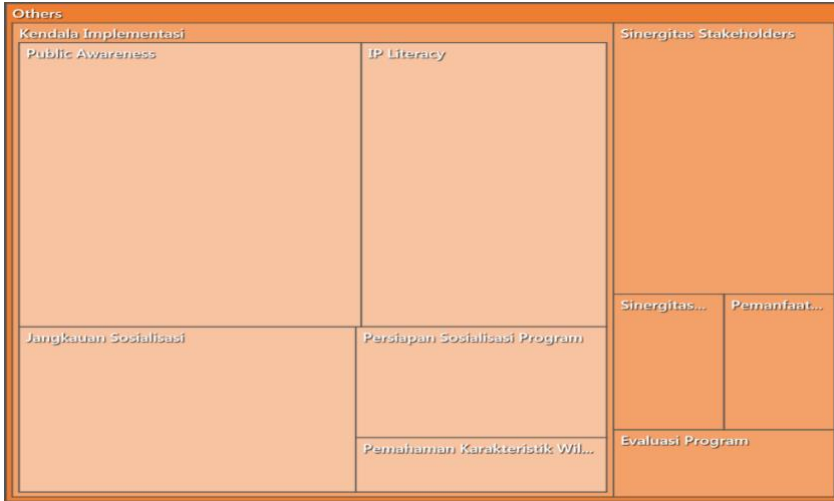 Others
Kendala Implementasi
Sinergitas Stakeholders
Public Awareness
IP Literacy
Sinergitas...
Pemanfaat...
Jangkauan Sosialisasi
Persiapan Sosialisasi Program
Pemahaman Karakteristik Wil...
Evaluasi Program